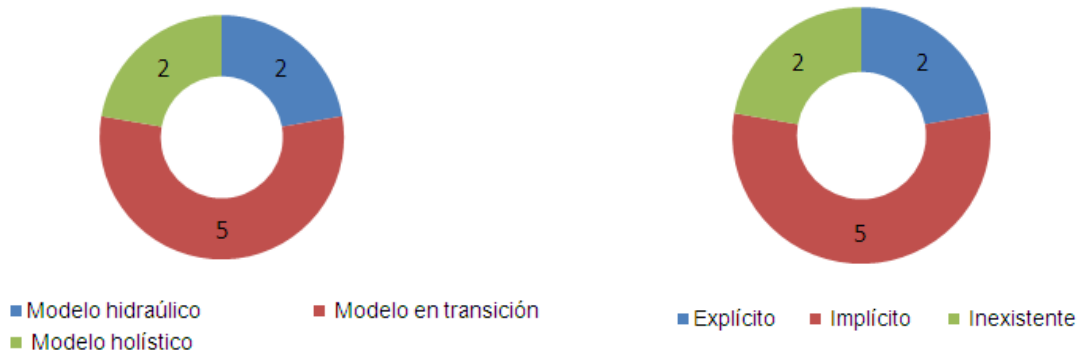 2
2
5
Modelo hidraúlico
Modelo en transición
Modelo holístico
2
2
5
Explícito
Implícito
Inexistente